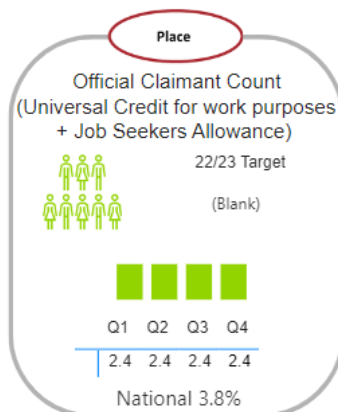 Place
Official Claimant Count
(Universal Credit for work purposes
+ Job Seekers Allowance)
22/23 Target
(Blank)
Q1 Q2 Q3 Q4
2.4 2.4 2.4 2.4
National 3.8%